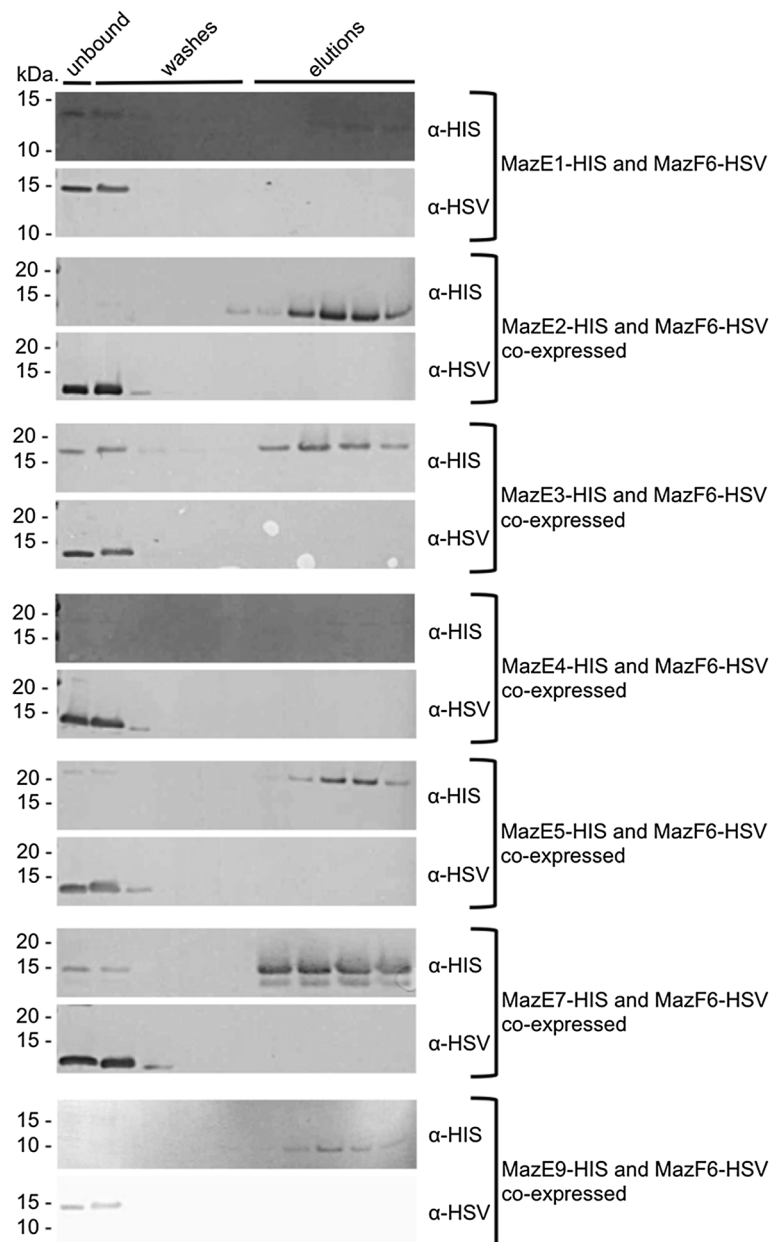 unbound
washes
elutions
kDa.
15 -
10 -
α-HIS
MazE1-HIS and MazF6-HSV
15 -
10 -
α-HSV
20 -
15 -
α-HIS
MazE2-HIS and MazF6-HSV
co-expressed
20 -
15 -
α-HSV
20 -
15 -
α-HIS
MazE3-HIS and MazF6-HSV
co-expressed
20 -
15 -
α-HSV
20 -
15 -
α-HIS
MazE4-HIS and MazF6-HSV
co-expressed
20 -
15 -
α-HSV
20 -
15 -
α-HIS
MazE5-HIS and MazF6-HSV
co-expressed
20 -
15 -
α-HSV
20 -
15 -
α-HIS
MazE7-HIS and MazF6-HSV
co-expressed
20 -
15 -
α-HSV
15 -
10 -
α-HIS
MazE9-HIS and MazF6-HSV
co-expressed
15 -
10 -
α-HSV